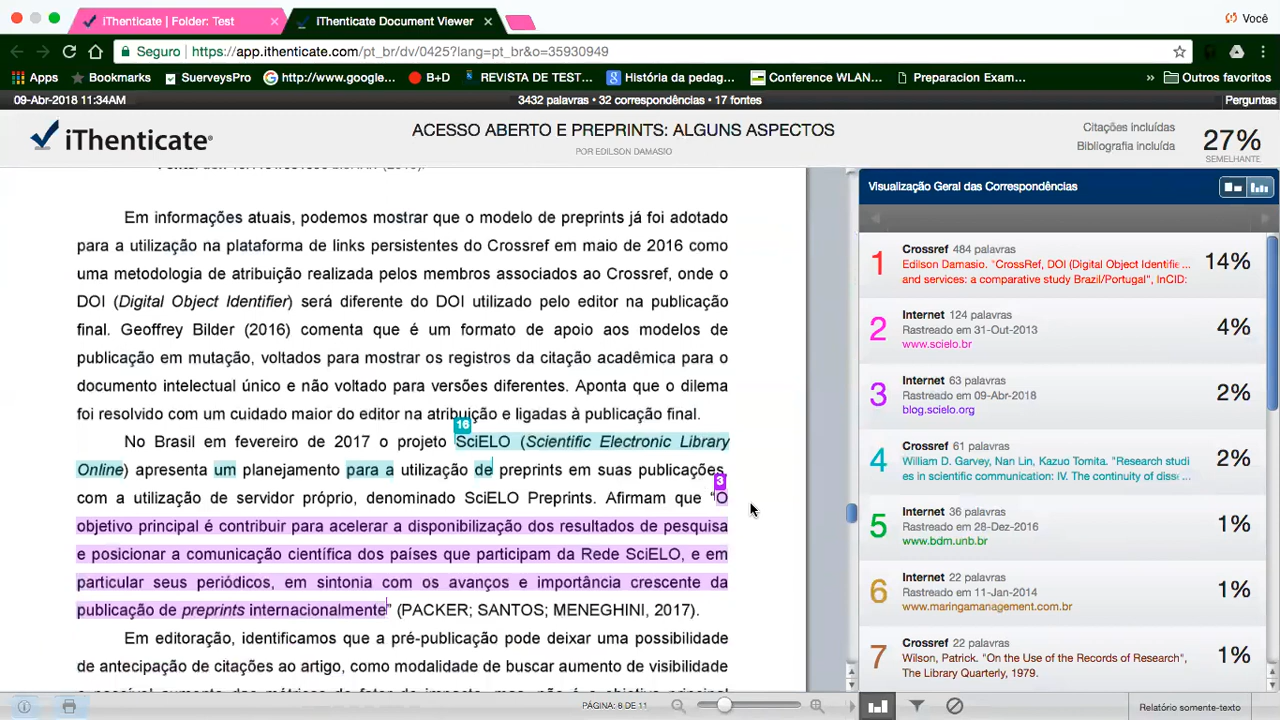 iThenticate | Folder: Test
iThenticate Document Viewer
Você
Seguro https://app.ithenticate.com/pt_br/dv/0425?lang=pt_br&o=35930949
Apps Bookmarks SuerveysPro http://www.google... B+D REVISTA DE TEST... História da pedag... Conference WLAN... Preparacion Exam... » Outros favoritos
09-Abr-2018 11:34AM
3432 palavras • 32 correspondências • 17 fontes
Perguntas
iThenticate®
ACESSO ABERTO E PREPRINTS: ALGUNS ASPECTOS
POR EDILSON DAMASIO
Citações incluídas
Bibliografia incluída
27%
SEMELHANTE
Em informações atuais, podemos mostrar que o modelo de preprints já foi adotado
para a utilização na plataforma de links persistentes do Crossref em maio de 2016 como
uma metodologia de atribuição realizada pelos membros associados ao Crossref, onde o
DOI (Digital Object Identifier) será diferente do DOI utilizado pelo editor na publicação
final. Geoffrey Bilder (2016) comenta que é um formato de apoio aos modelos de
publicação em mutação, voltados para mostrar os registros da citação acadêmica para o
documento intelectual único e não voltado para versões diferentes. Aponta que o dilema
foi resolvido com um cuidado maior do editor na atribuição e ligadas à publicação final.
16
No Brasil em fevereiro de 2017 o projeto SciELO (Scientific Electronic Library
Online) apresenta um planejamento para a utilização de preprints em suas publicações,
3
com a utilização de servidor próprio, denominado SciELO Preprints. Afirmam que “O
objetivo principal é contribuir para acelerar a disponibilização dos resultados de pesquisa
e posicionar a comunicação científica dos países que participam da Rede SciELO, e em
particular seus periódicos, em sintonia com os avanços e importância crescente da
publicação de preprints internacionalmente” (PACKER; SANTOS; MENEGHINI, 2017).
Em editoração, identificamos que a pré-publicação pode deixar uma possibilidade
de antecipação de citações ao artigo, como modalidade de buscar aumento de visibilidade
Visualização Geral das Correspondências
1 Crossref 484 palavras 14%
Edilson Damasio. "CrossRef, DOI (Digital Object Identifie...
and services: a comparative study Brazil/Portugal", InCID:
2 Internet 124 palavras 4%
Rastreado em 31-Out-2013
www.scielo.br
3 Internet 63 palavras 2%
Rastreado em 09-Abr-2018
blog.scielo.org
4 Crossref 61 palavras 2%
William D. Garvey, Nan Lin, Kazuo Tomita. "Research studi
es in scientific communication: IV. The continuity of disse...
5 Internet 36 palavras 1%
Rastreado em 28-Dez-2016
www.bdm.unb.br
6 Internet 22 palavras 1%
Rastreado em 11-Jan-2014
www.maringamanagement.com.br
7 Crossref 22 palavras 1%
Wilson, Patrick. "On the Use of the Records of Research",
The Library Quarterly, 1979.
PÁGINA: 8 DE 11
Relatório somente-texto